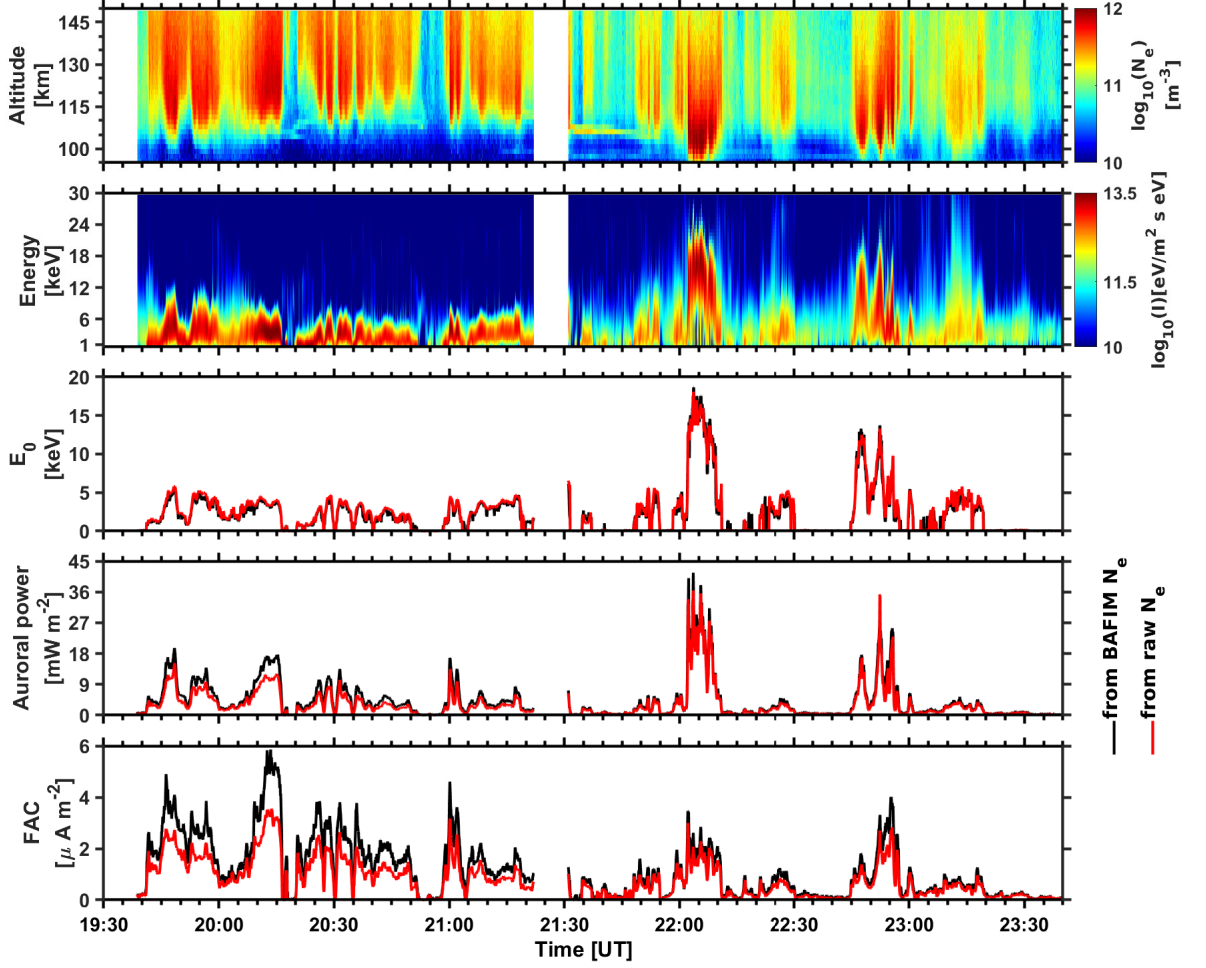 145
130
115
100
Altitude
[km]
12
11
10
log10(Ne)
[m-3]
30
24
18
12
6
1
Energy
[keV]
13.5
11.5
10
log10(I)[eV/m2 s eV]
20
15
10
5
0
E0
[keV]
45
36
27
18
9
0
Auroral power
[mW m-2]
from BAFIM Ne
from raw Ne
6
4
2
0
FAC
[μ A m-2]
19:30 20:00 20:30 21:00 21:30 22:00 22:30 23:00 23:30
Time [UT]